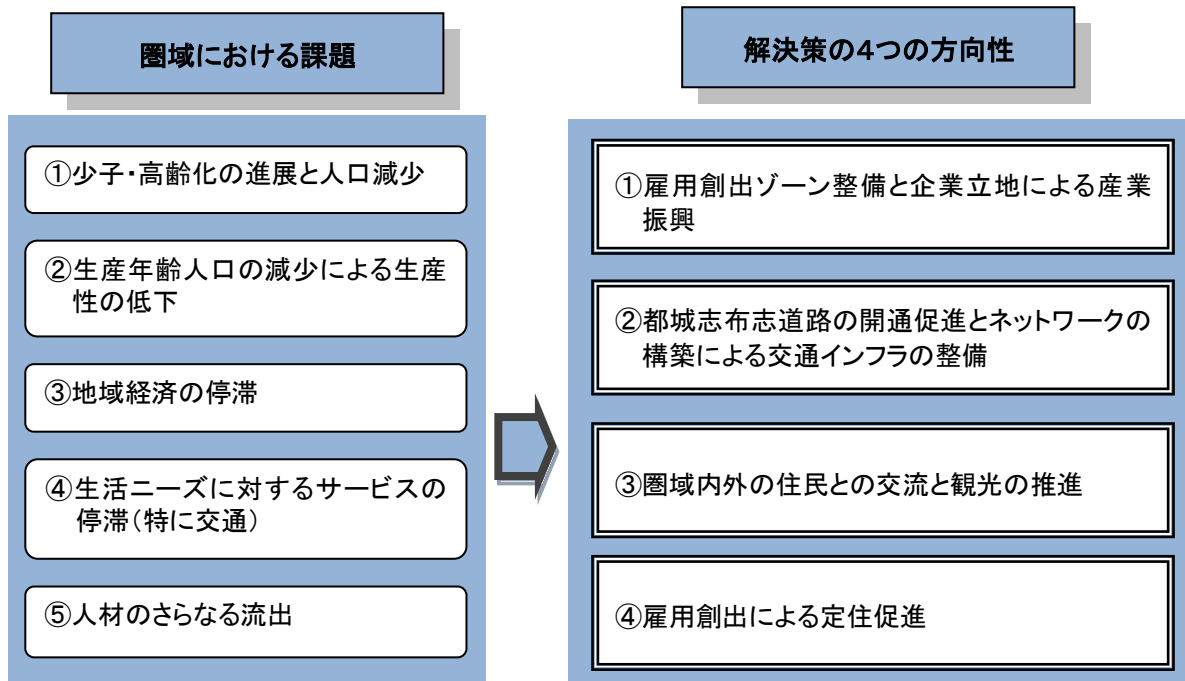 圏域における課題
①少子・高齢化の進展と人口減少
②生産年齢人口の減少による生産
性の低下
③地域経済の停滞
④生活ニーズに対するサービスの
停滞（特に交通）
⑤人材のさらなる流出
解決策の4つの方向性
①雇用創出ゾーン整備と企業立地による産業
振興
②都城志布志道路の開通促進とネットワークの
構築による交通インフラの整備
③圏域内外の住民との交流と観光の推進
④雇用創出による定住促進